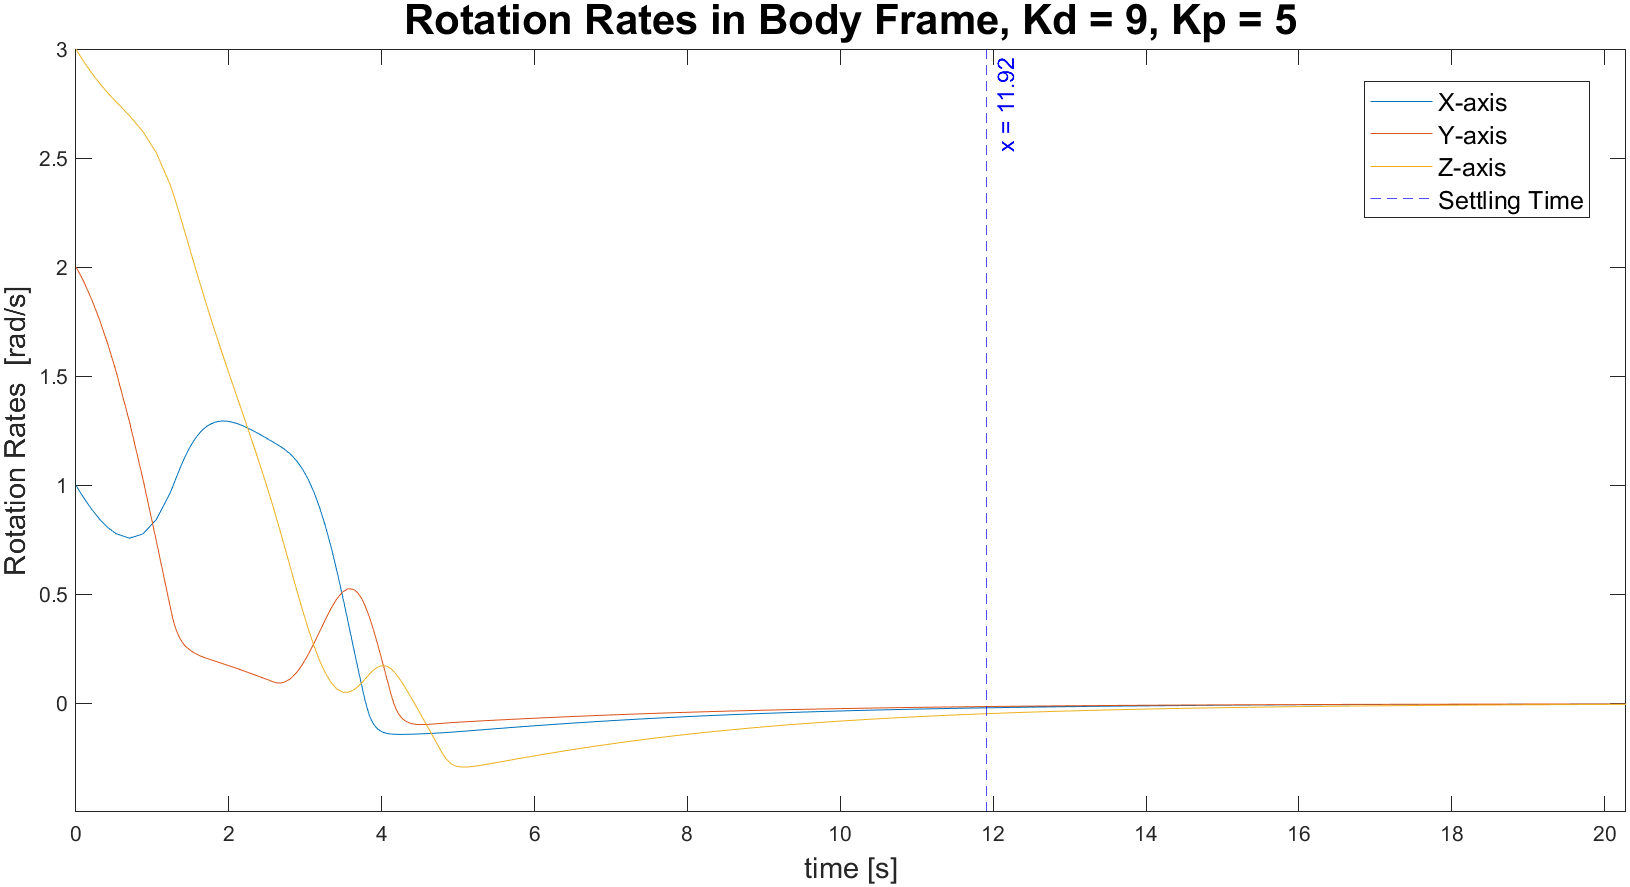 Rotation Rates in Body Frame, Kd = 9, Kp = 5
3
2.5
2
1.5
1
0.5
0
Rotation Rates [rad/s]
x = 11.92
X-axis
Y-axis
Z-axis
Settling Time
0 2 4 6 8 10 12 14 16 18 20
time [s]